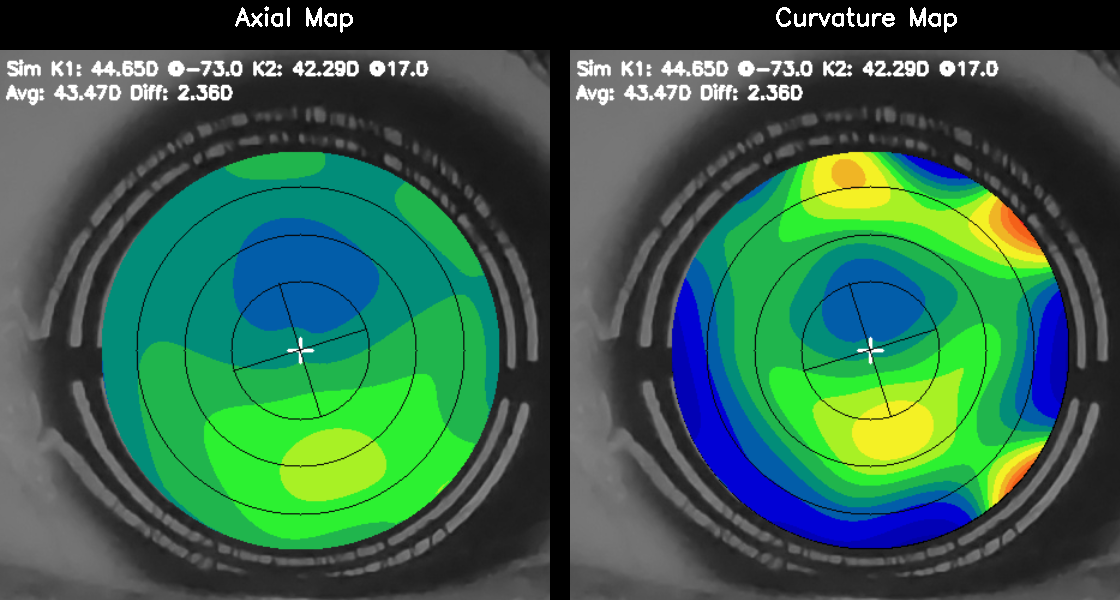 Axial Map
Curvature Map
Sim K1: 44.65D @-73.0 K2: 42.29D @17.0
Avg: 43.47D Diff: 2.36D
Sim K1: 44.65D @-73.0 K2: 42.29D @17.0
Avg: 43.47D Diff: 2.36D